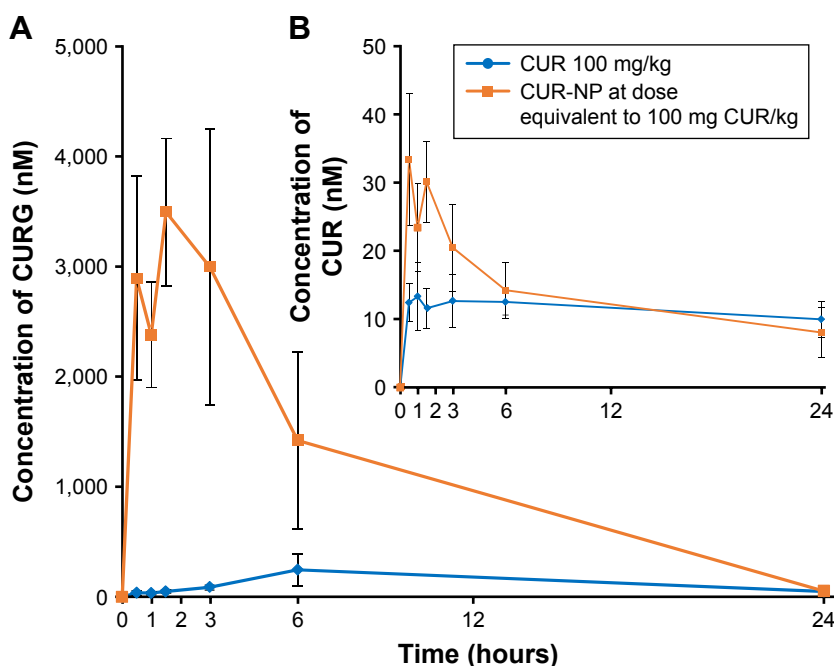 A
B
5,000
4,000
3,000
2,000
1,000
0
Concentration of CURG (nM)
0 1 2 3 6 12 24
Time (hours)
50
40
30
20
10
0
Concentration of
CUR (nM)
0 1 2 3 6 12 24
CUR 100 mg/kg
CUR-NP at dose
equivalent to 100 mg CUR/kg